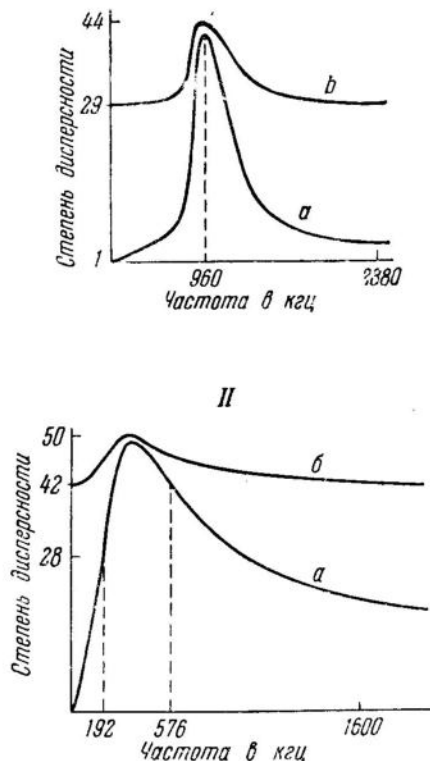 44
Степень дисперсности
29
b
a
1
960
2380
Частота в кгц
II
50
Степень дисперсности
42
б
28
a
192
576
1600
Частота в кгц